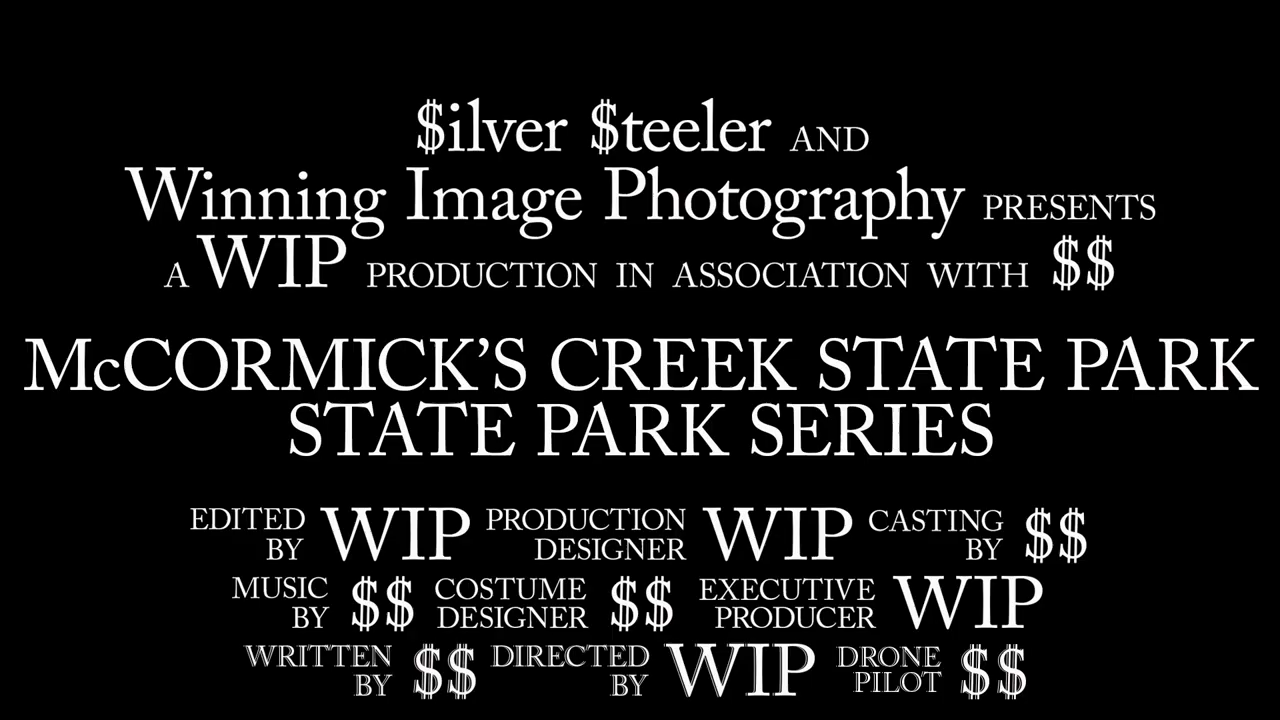 $ilver $teeler AND
Winning Image Photography PRESENTS
A WIP PRODUCTION IN ASSOCIATION WITH $$
McCORMICK'S CREEK STATE PARK
STATE PARK SERIES
EDITED BY WIP PRODUCTION DESIGNER WIP CASTING BY $$
MUSIC BY $$ COSTUME DESIGNER $$ EXECUTIVE PRODUCER WIP
WRITTEN BY $$ DIRECTED BY WIP DRONE PILOT $$